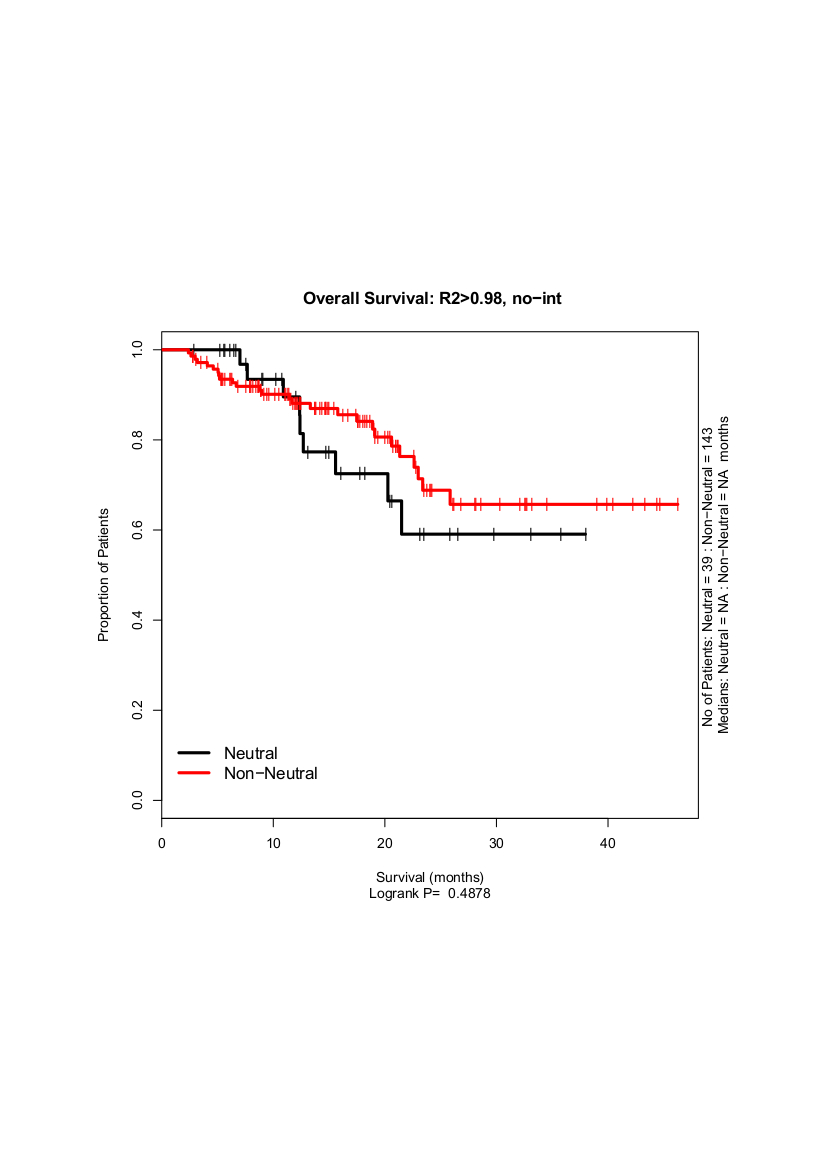 Overall Survival: R2>0.98, no−int
1.0
0.8
0.6
0.4
0.2
0.0
Proportion of Patients
Neutral
Non−Neutral
0 10 20 30 40
Survival (months)
Logrank P= 0.4878
No of Patients: Neutral = 39 : Non−Neutral = 143
Medians: Neutral = NA : Non−Neutral = NA months